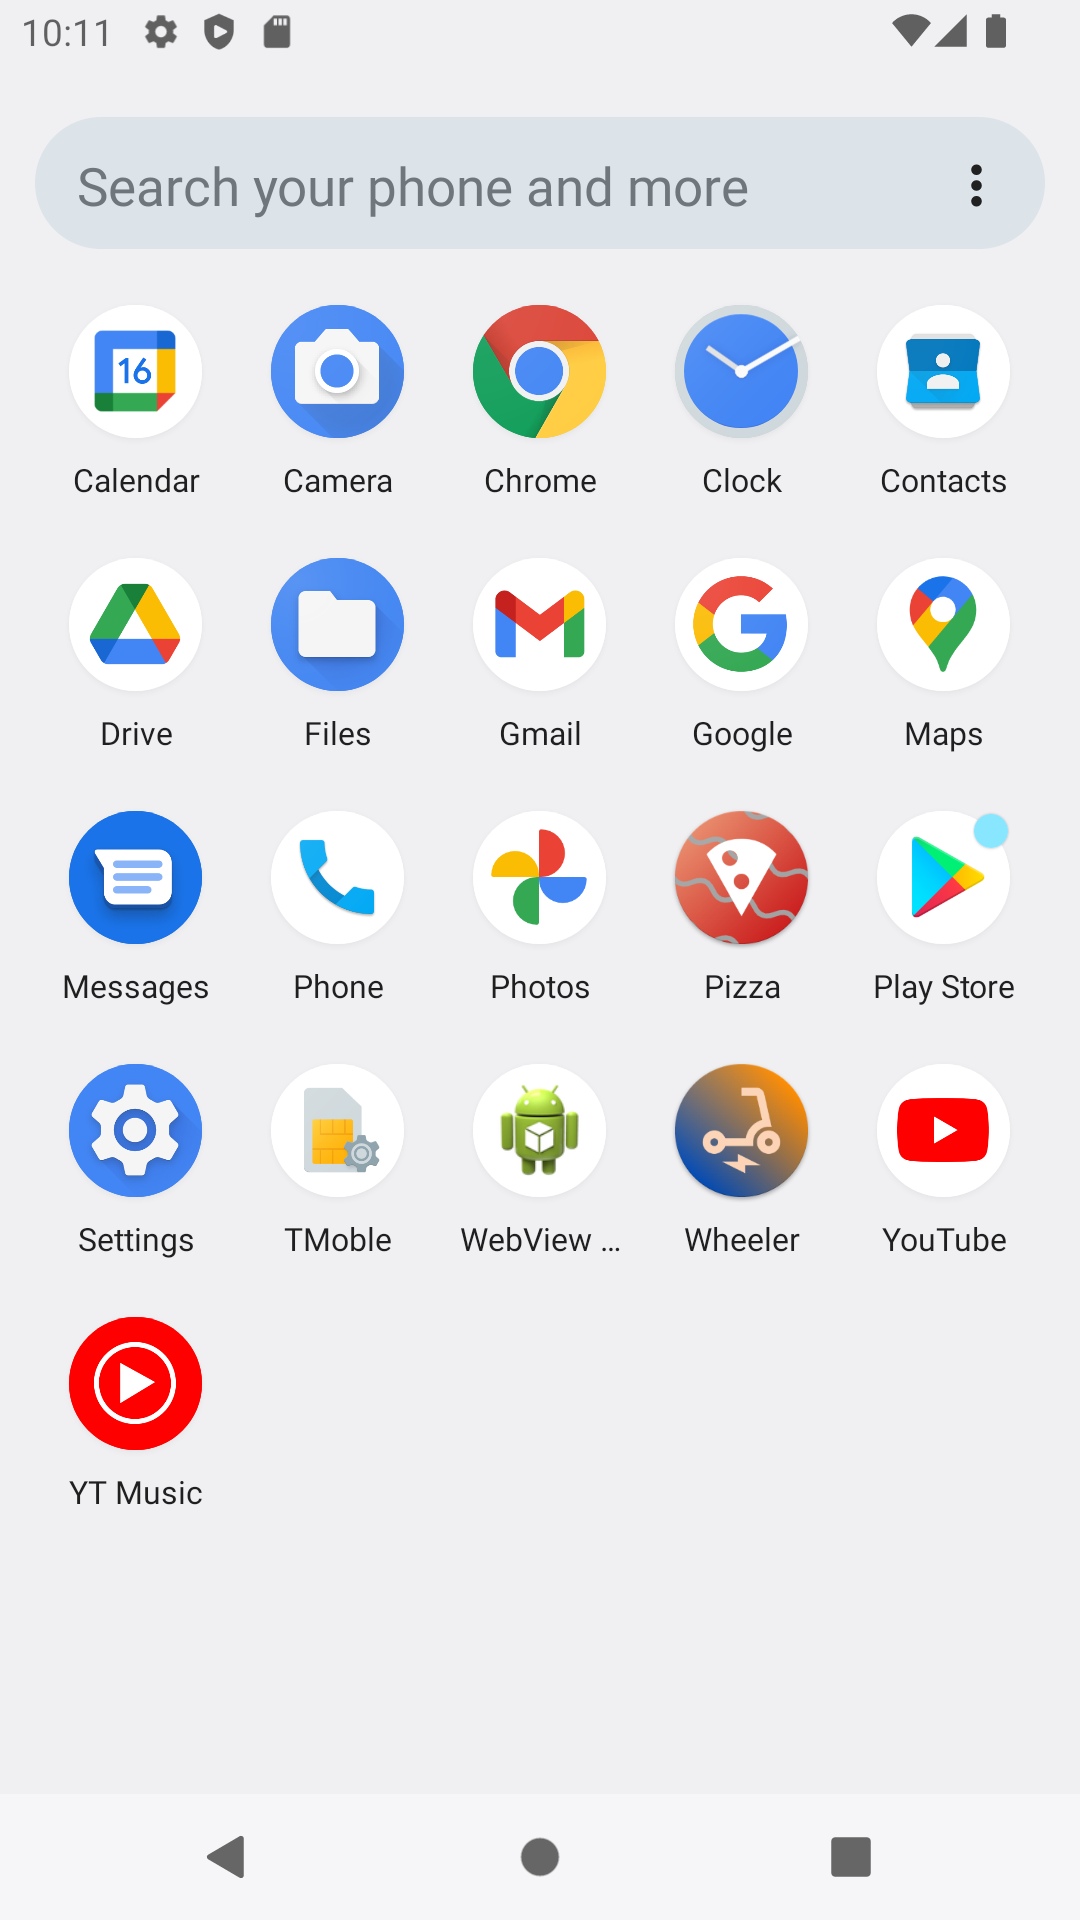 10:11
Search your phone and more
16
Calendar Camera Chrome Clock Contacts
Drive Files Gmail Google Maps
Messages Phone Photos Pizza Play Store
Settings TMoble WebView ... Wheeler YouTube
YT Music